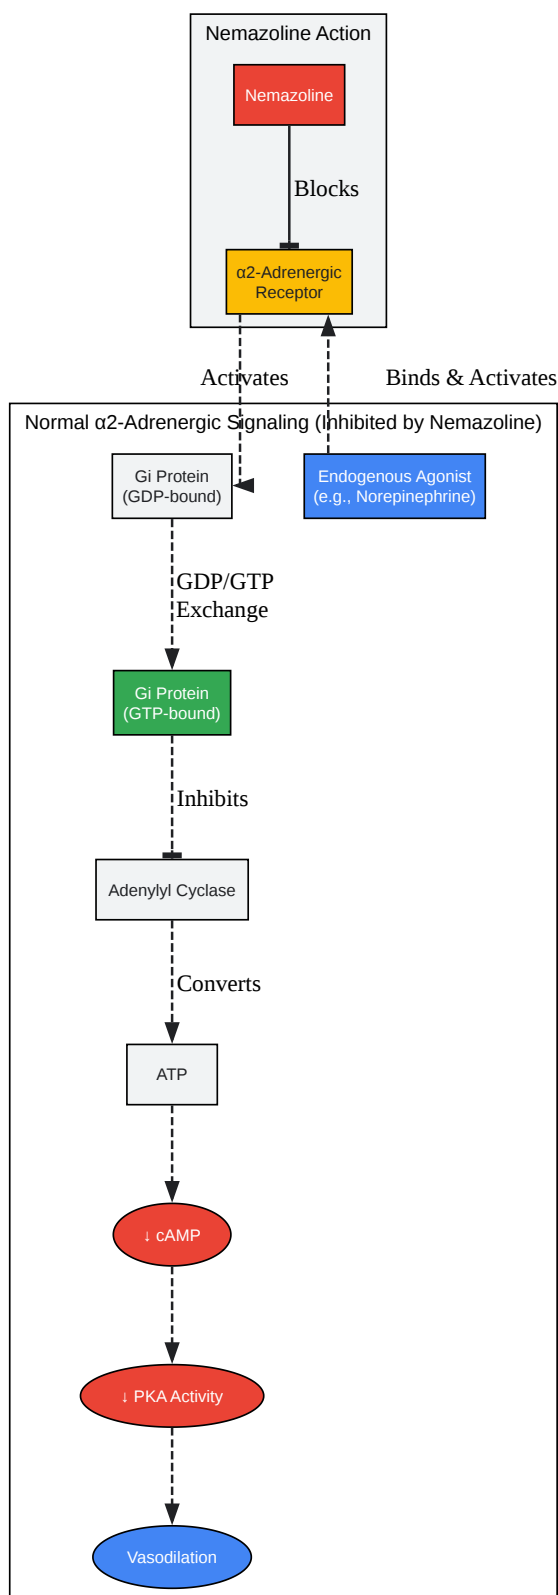 Nemazoline Action
Nemazoline
Blocks
α2-Adrenergic
Receptor
Activates
Binds & Activates
Normal α2-Adrenergic Signaling (Inhibited by Nemazoline)
Gi Protein
(GDP-bound)
Endogenous Agonist
(e.g., Norepinephrine)
GDP/GTP
Exchange
Gi Protein
(GTP-bound)
Inhibits
Adenylyl Cyclase
Converts
ATP
↓ cAMP
↓ PKA Activity
Vasodilation